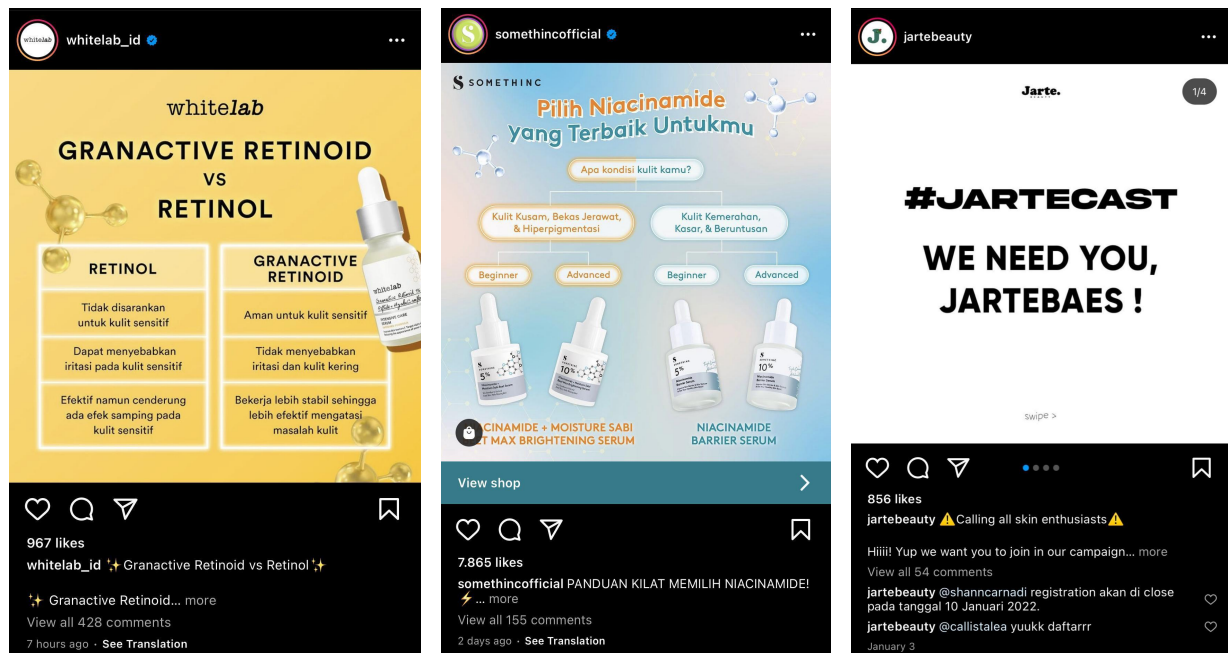 whitelab_id
whitelab
GRANACTIVE RETINOID
VS
RETINOL
RETINOL
GRANACTIVE
RETINOID
Tidak disarankan
untuk kulit sensitif
Aman untuk kulit sensitif
Dapat menyebabkan
iritasi pada kulit sensitif
Tidak menyebabkan
iritasi dan kulit kering
Efektif namun cenderung
ada efek samping pada
kulit sensitif
Bekerja lebih stabil sehingga
lebih efektif mengatasi
masalah kulit
whitelab
967 likes
whitelab_id ✨Granactive Retinoid vs Retinol✨
✨ Granactive Retinoid... more
View all 428 comments
7 hours ago · See Translation
somethincofficial
SOMETHINC
Pilih Niacinamide
yang Terbaik Untukmu
Apa kondisi kulit kamu?
Kulit Kusam, Bekas Jerawat,
& Hiperpigmentasi
Kulit Kemerahan,
Kasar, & Beruntusan
Beginner
Advanced
Beginner
Advanced
5%
10%
5%
10%
CINAMIDE + MOISTURE SABI
ET MAX BRIGHTENING SERUM
NIACINAMIDE
BARRIER SERUM
View shop
7.865 likes
somethincofficial PANDUAN KILAT MEMILIH NIACINAMIDE!
⚡... more
View all 155 comments
2 days ago · See Translation
J.
jartebeauty
Jarte.
1/4
#JARTECAST
WE NEED YOU,
JARTEBAES !
swipe >
856 likes
jartebeauty ⚠️Calling all skin enthusiasts⚠️
Hiiii! Yup we want you to join in our campaign... more
View all 54 comments
jartebeauty @shanncarnadi registration akan di close
pada tanggal 10 Januari 2022.
jartebeauty @callistalea yuukk daftarrr
January 3